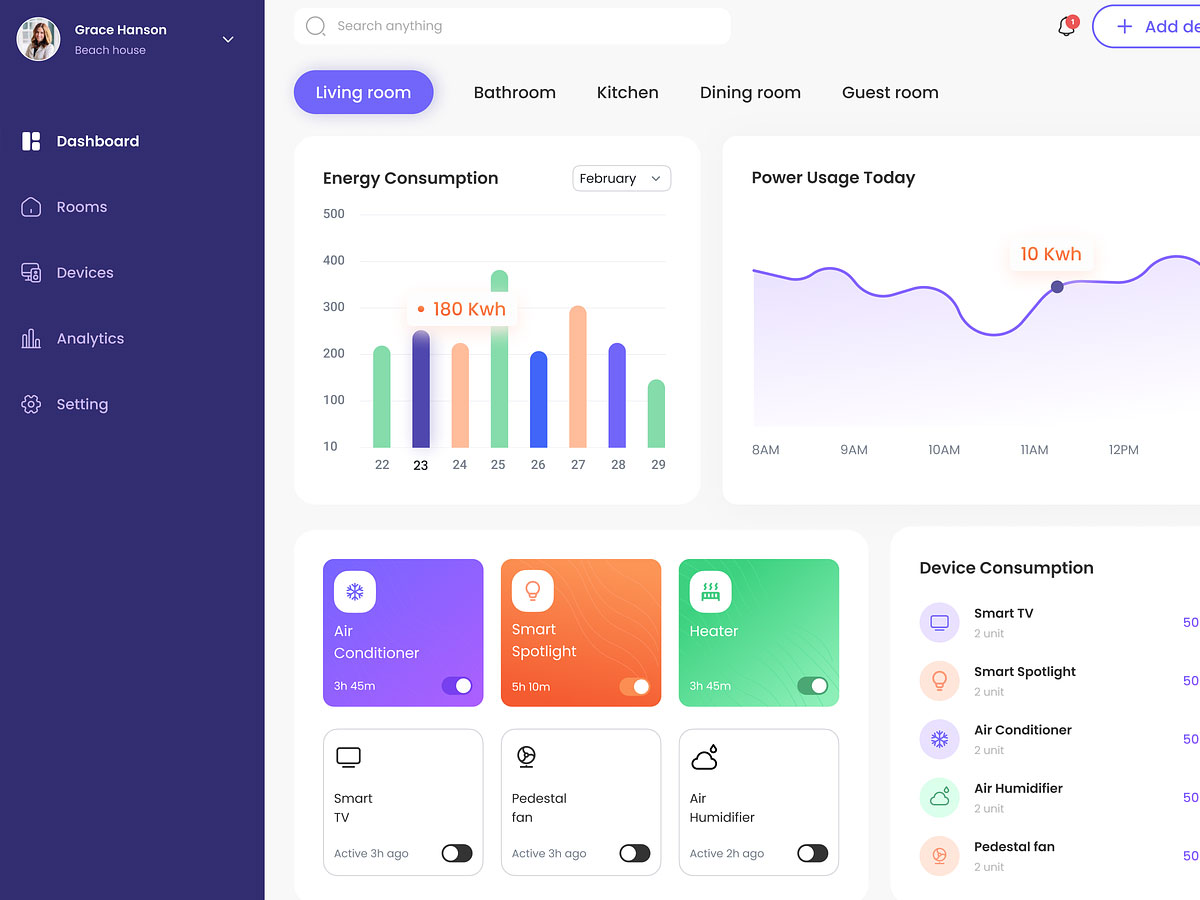 Grace Hanson
Beach house
Search anything
1
Add de
Dashboard
Rooms
Devices
Analytics
Setting
Living room
Bathroom
Kitchen
Dining room
Guest room
Energy Consumption
February
500
400
300
200
100
10
180 Kwh
22 23 24 25 26 27 28 29
Power Usage Today
10 Kwh
8AM 9AM 10AM 11AM 12PM
Air
Conditioner
3h 45m
Smart
Spotlight
5h 10m
Heater
3h 45m
Smart
TV
Active 3h ago
Pedestal
fan
Active 3h ago
Air
Humidifier
Active 2h ago
Device Consumption
Smart TV
2 unit
50
Smart Spotlight
2 unit
50
Air Conditioner
2 unit
50
Air Humidifier
2 unit
50
Pedestal fan
2 unit
50